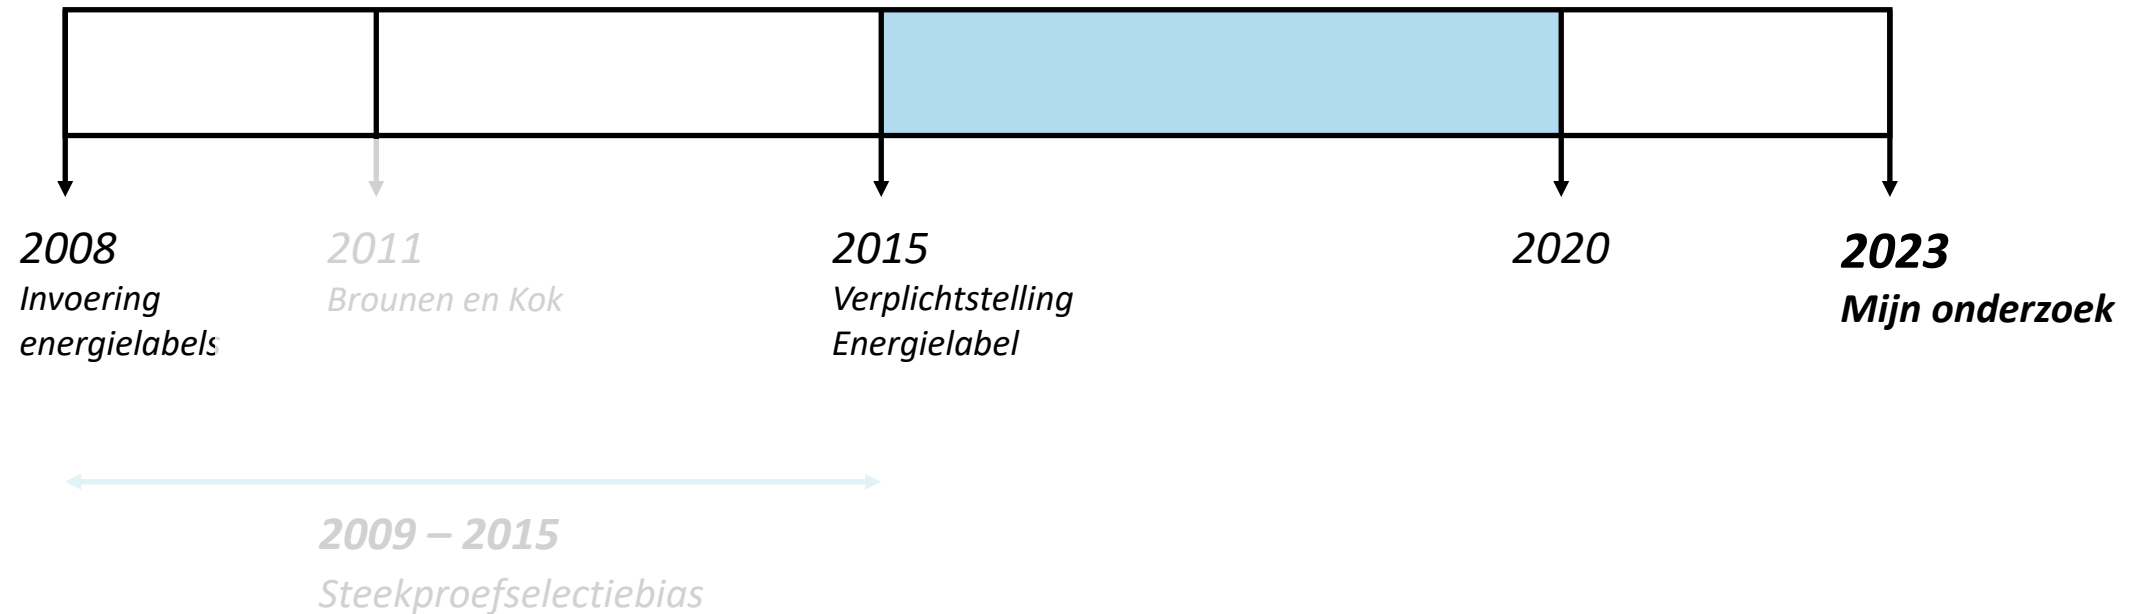 2008
Invoering
energielabels
2011
Brounen en Kok
2015
Verplichtstelling
Energielabel
2020
2023
Mijn onderzoek
2009 – 2015
Steekproefselectiebias